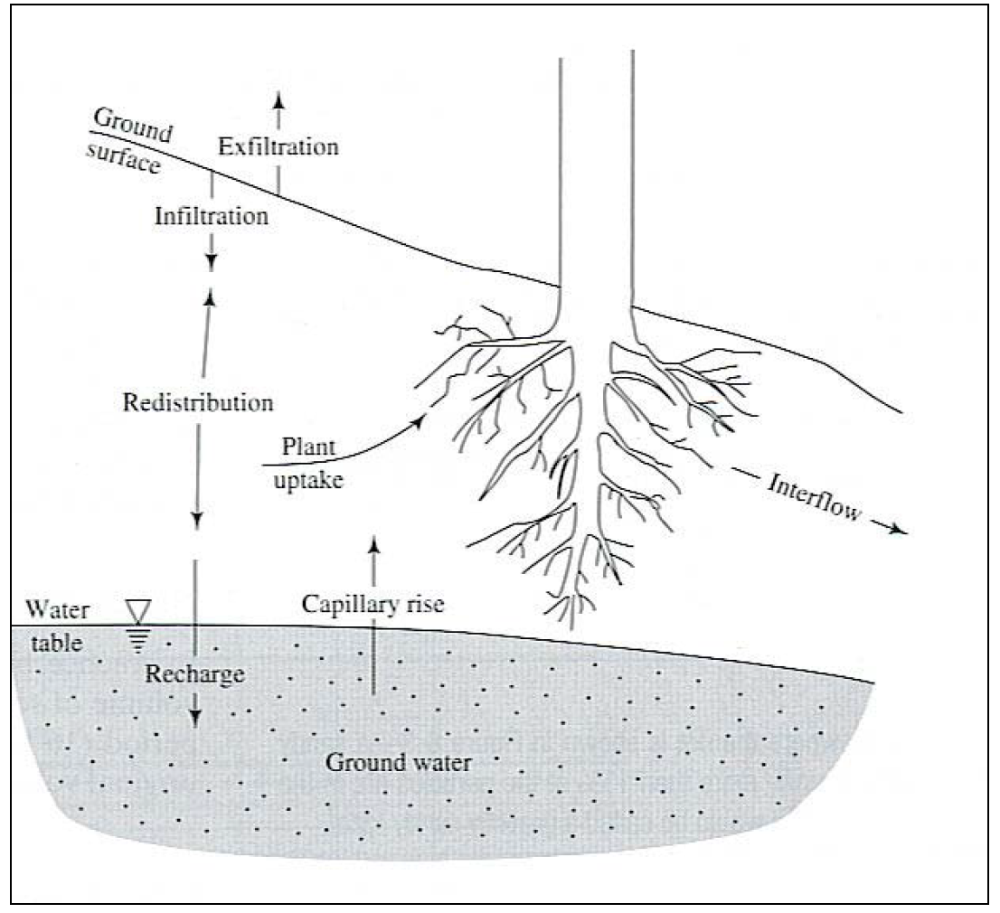 Ground
surface
Exfiltration
Infiltration
Redistribution
Plant
uptake
Interflow
Water
table
Capillary rise
Recharge
Ground water